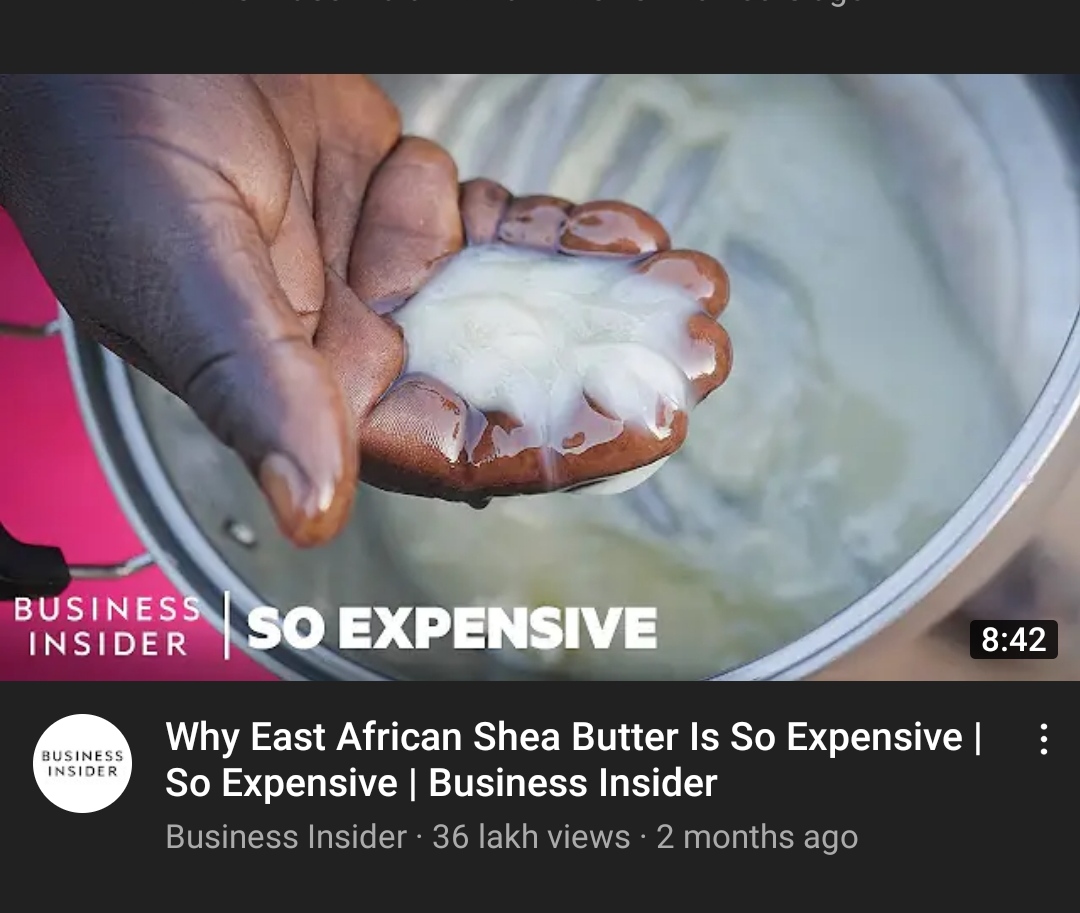 BUSINESS
INSIDER
SO EXPENSIVE
8:42
BUSINESS
INSIDER
Why East African Shea Butter Is So Expensive |
So Expensive | Business Insider
Business Insider · 36 lakh views · 2 months ago